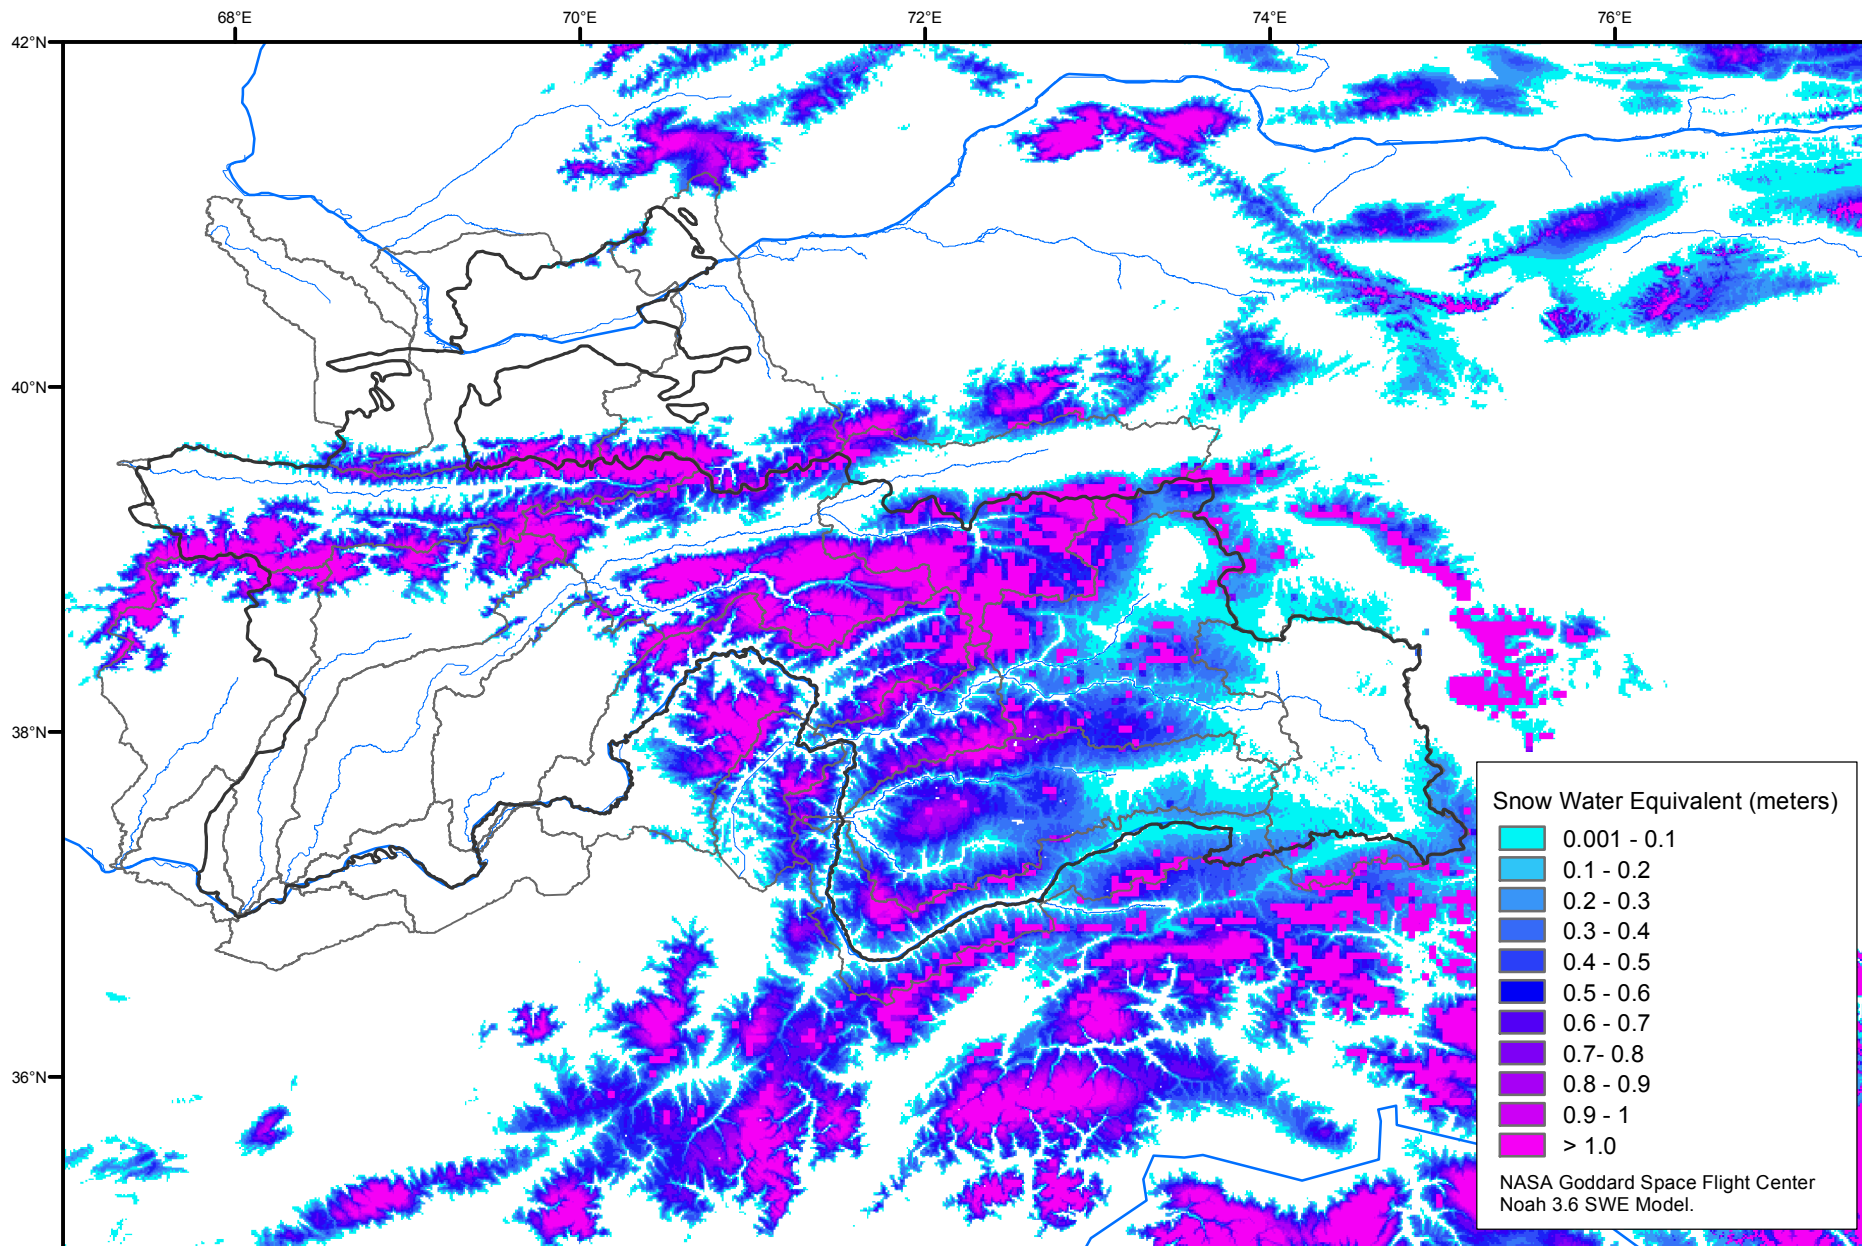 68°E
70°E
72°E
74°E
76°E
42°N
40°N
38°N
36°N
Snow Water Equivalent (meters)
0.001 - 0.1
0.1 - 0.2
0.2 - 0.3
0.3 - 0.4
0.4 - 0.5
0.5 - 0.6
0.6 - 0.7
0.7- 0.8
0.8 - 0.9
0.9 - 1
> 1.0
NASA Goddard Space Flight Center
Noah 3.6 SWE Model.